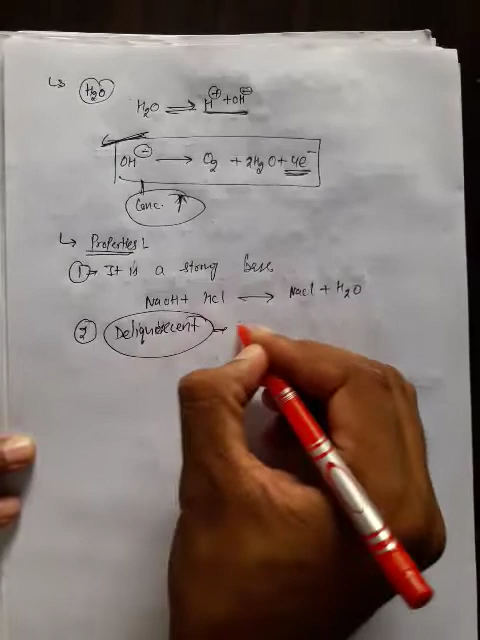 ↳ H₂O
H₂O ⇌ H⁺ + OH⁻
OH⁻ → O₂ + 2H₂O + 4e⁻
Conc. ↑
↳ Properties
① → It is a strong base
NaOH + HCl ⟷ NaCl + H₂O
② Deliquescent →